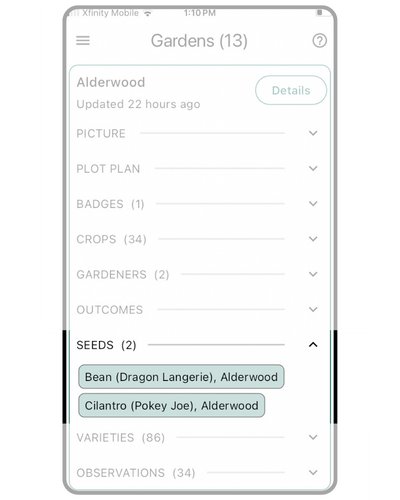 Xfinity Mobile 1:10 PM
Gardens (13)
Alderwood
Details
Updated 22 hours ago
PICTURE
PLOT PLAN
BADGES (1)
CROPS (34)
GARDENERS (2)
OUTCOMES
SEEDS (2)
Bean (Dragon Langerie), Alderwood
Cilantro (Pokey Joe), Alderwood
VARIETIES (86)
OBSERVATIONS (34)